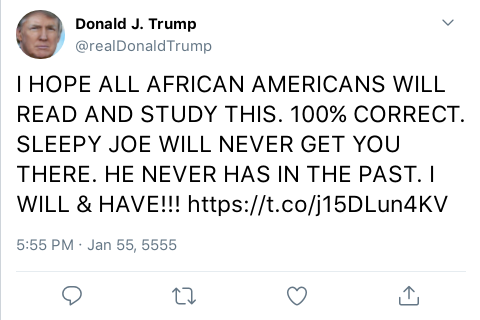 Donald J. Trump
@realDonaldTrump
I HOPE ALL AFRICAN AMERICANS WILL
READ AND STUDY THIS. 100% CORRECT.
SLEEPY JOE WILL NEVER GET YOU
THERE. HE NEVER HAS IN THE PAST. I
WILL & HAVE!!! https://t.co/j15DLun4KV
5:55 PM · Jan 55, 5555